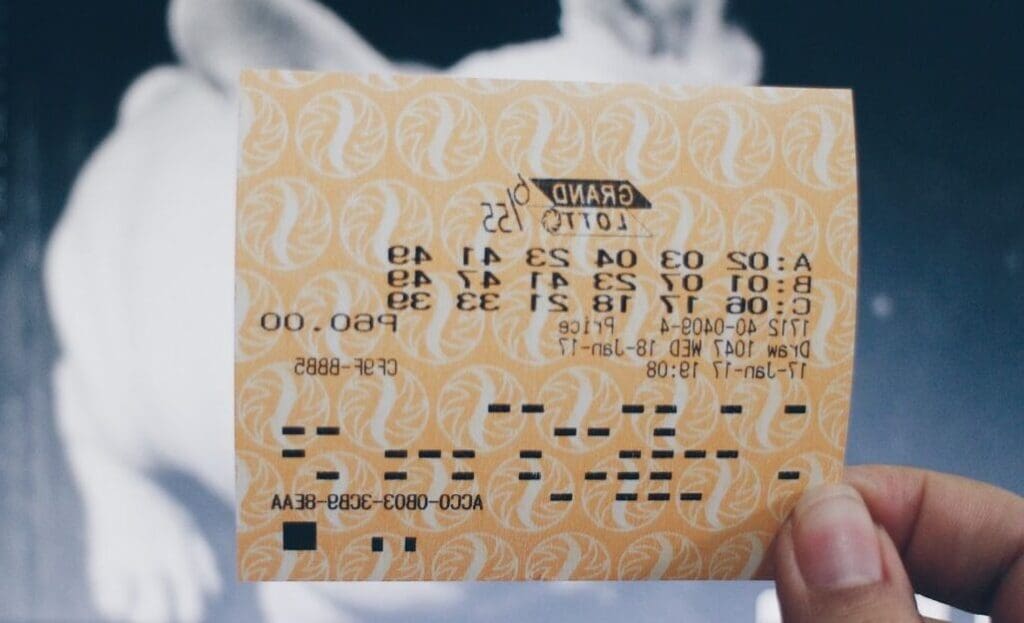 GRAND
LOTTO 6/55
A:02 03 04 23 41 49
B:01 07 23 41 47 49
C:06 17 18 21 33 39
1712 40-0409-4 Price P60.00
Draw 1047 WED 18-Jan-17
17-Jan-17 19:08 CF9F-BBB5
ACC0-0B03-3CB9-8EAA